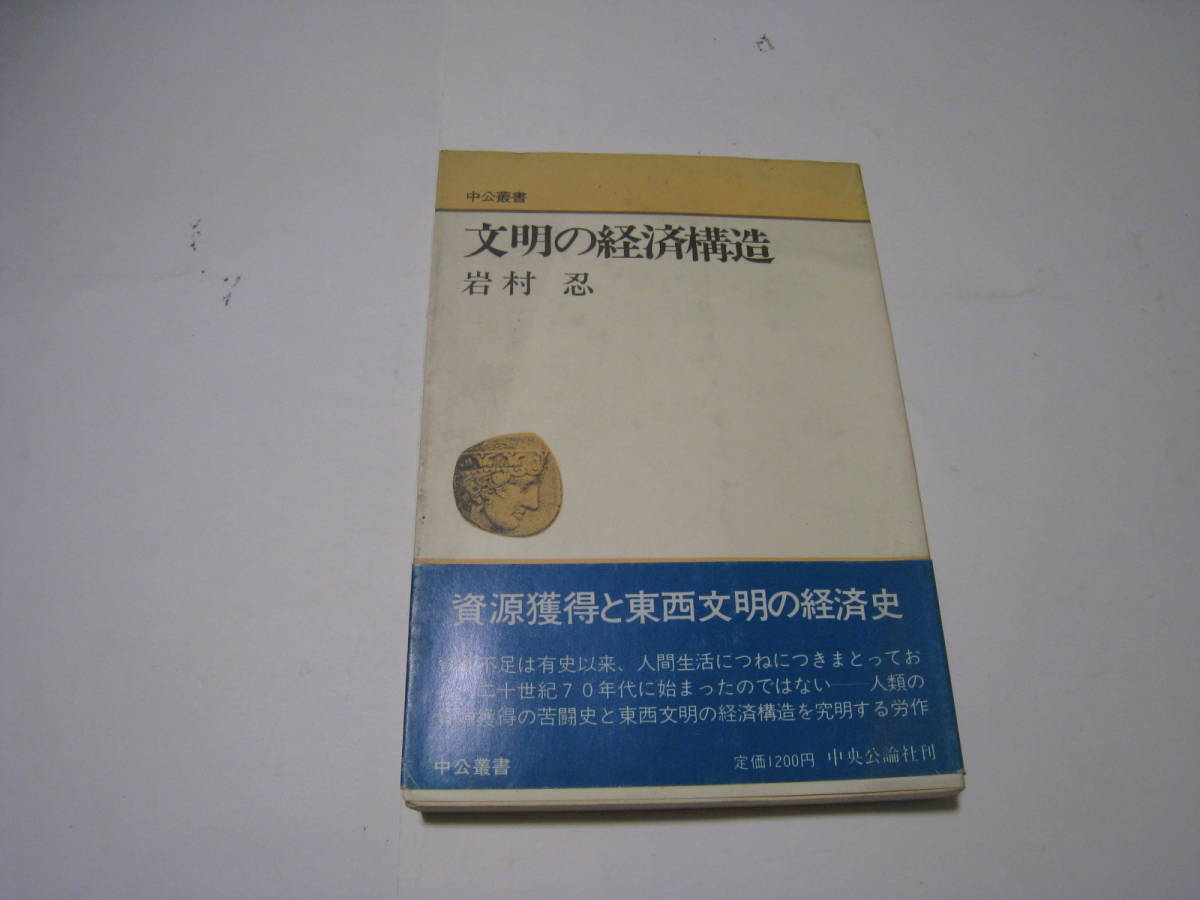 中公叢書
文明の経済構造
岩村 忍
資源獲得と東西文明の経済史
不足は有史以来、人間生活につねにつきまとってお
二十世紀70年代に始まったのではない──人類の
獲得の苦闘史と東西文明の経済構造を究明する労作
中公叢書
定価1200円 中央公論社刊